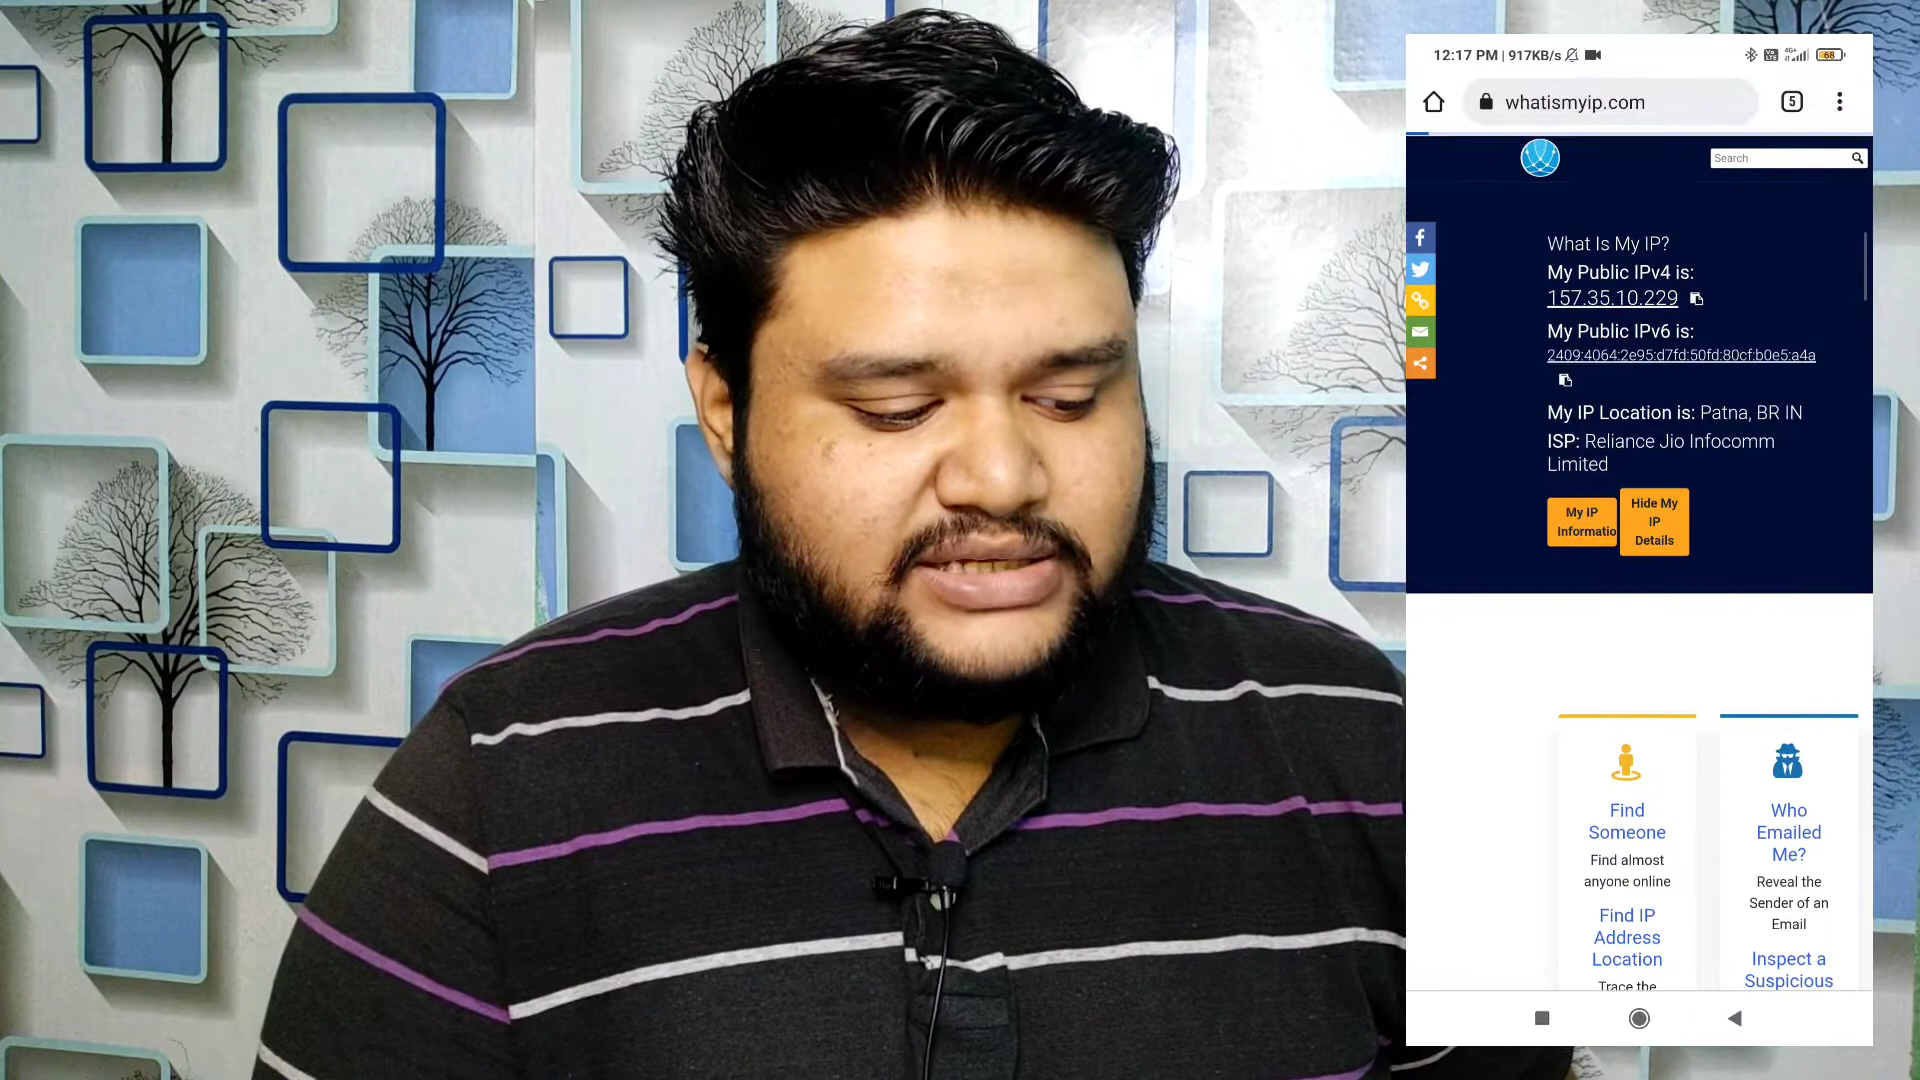 12:17 PM | 917KB/s
4G+
68
whatismyip.com
5
Search
What Is My IP?
My Public IPv4 is:
157.35.10.229
My Public IPv6 is:
2409:4064:2e95:d7fd:50fd:80cf:b0e5:a4a
My IP Location is: Patna, BR IN
ISP: Reliance Jio Infocomm
Limited
My IP
Informatio
Hide My
IP
Details
Find
Someone
Find almost
anyone online
Find IP
Address
Location
Trace the
Who
Emailed
Me?
Reveal the
Sender of an
Email
Inspect a
Suspicious